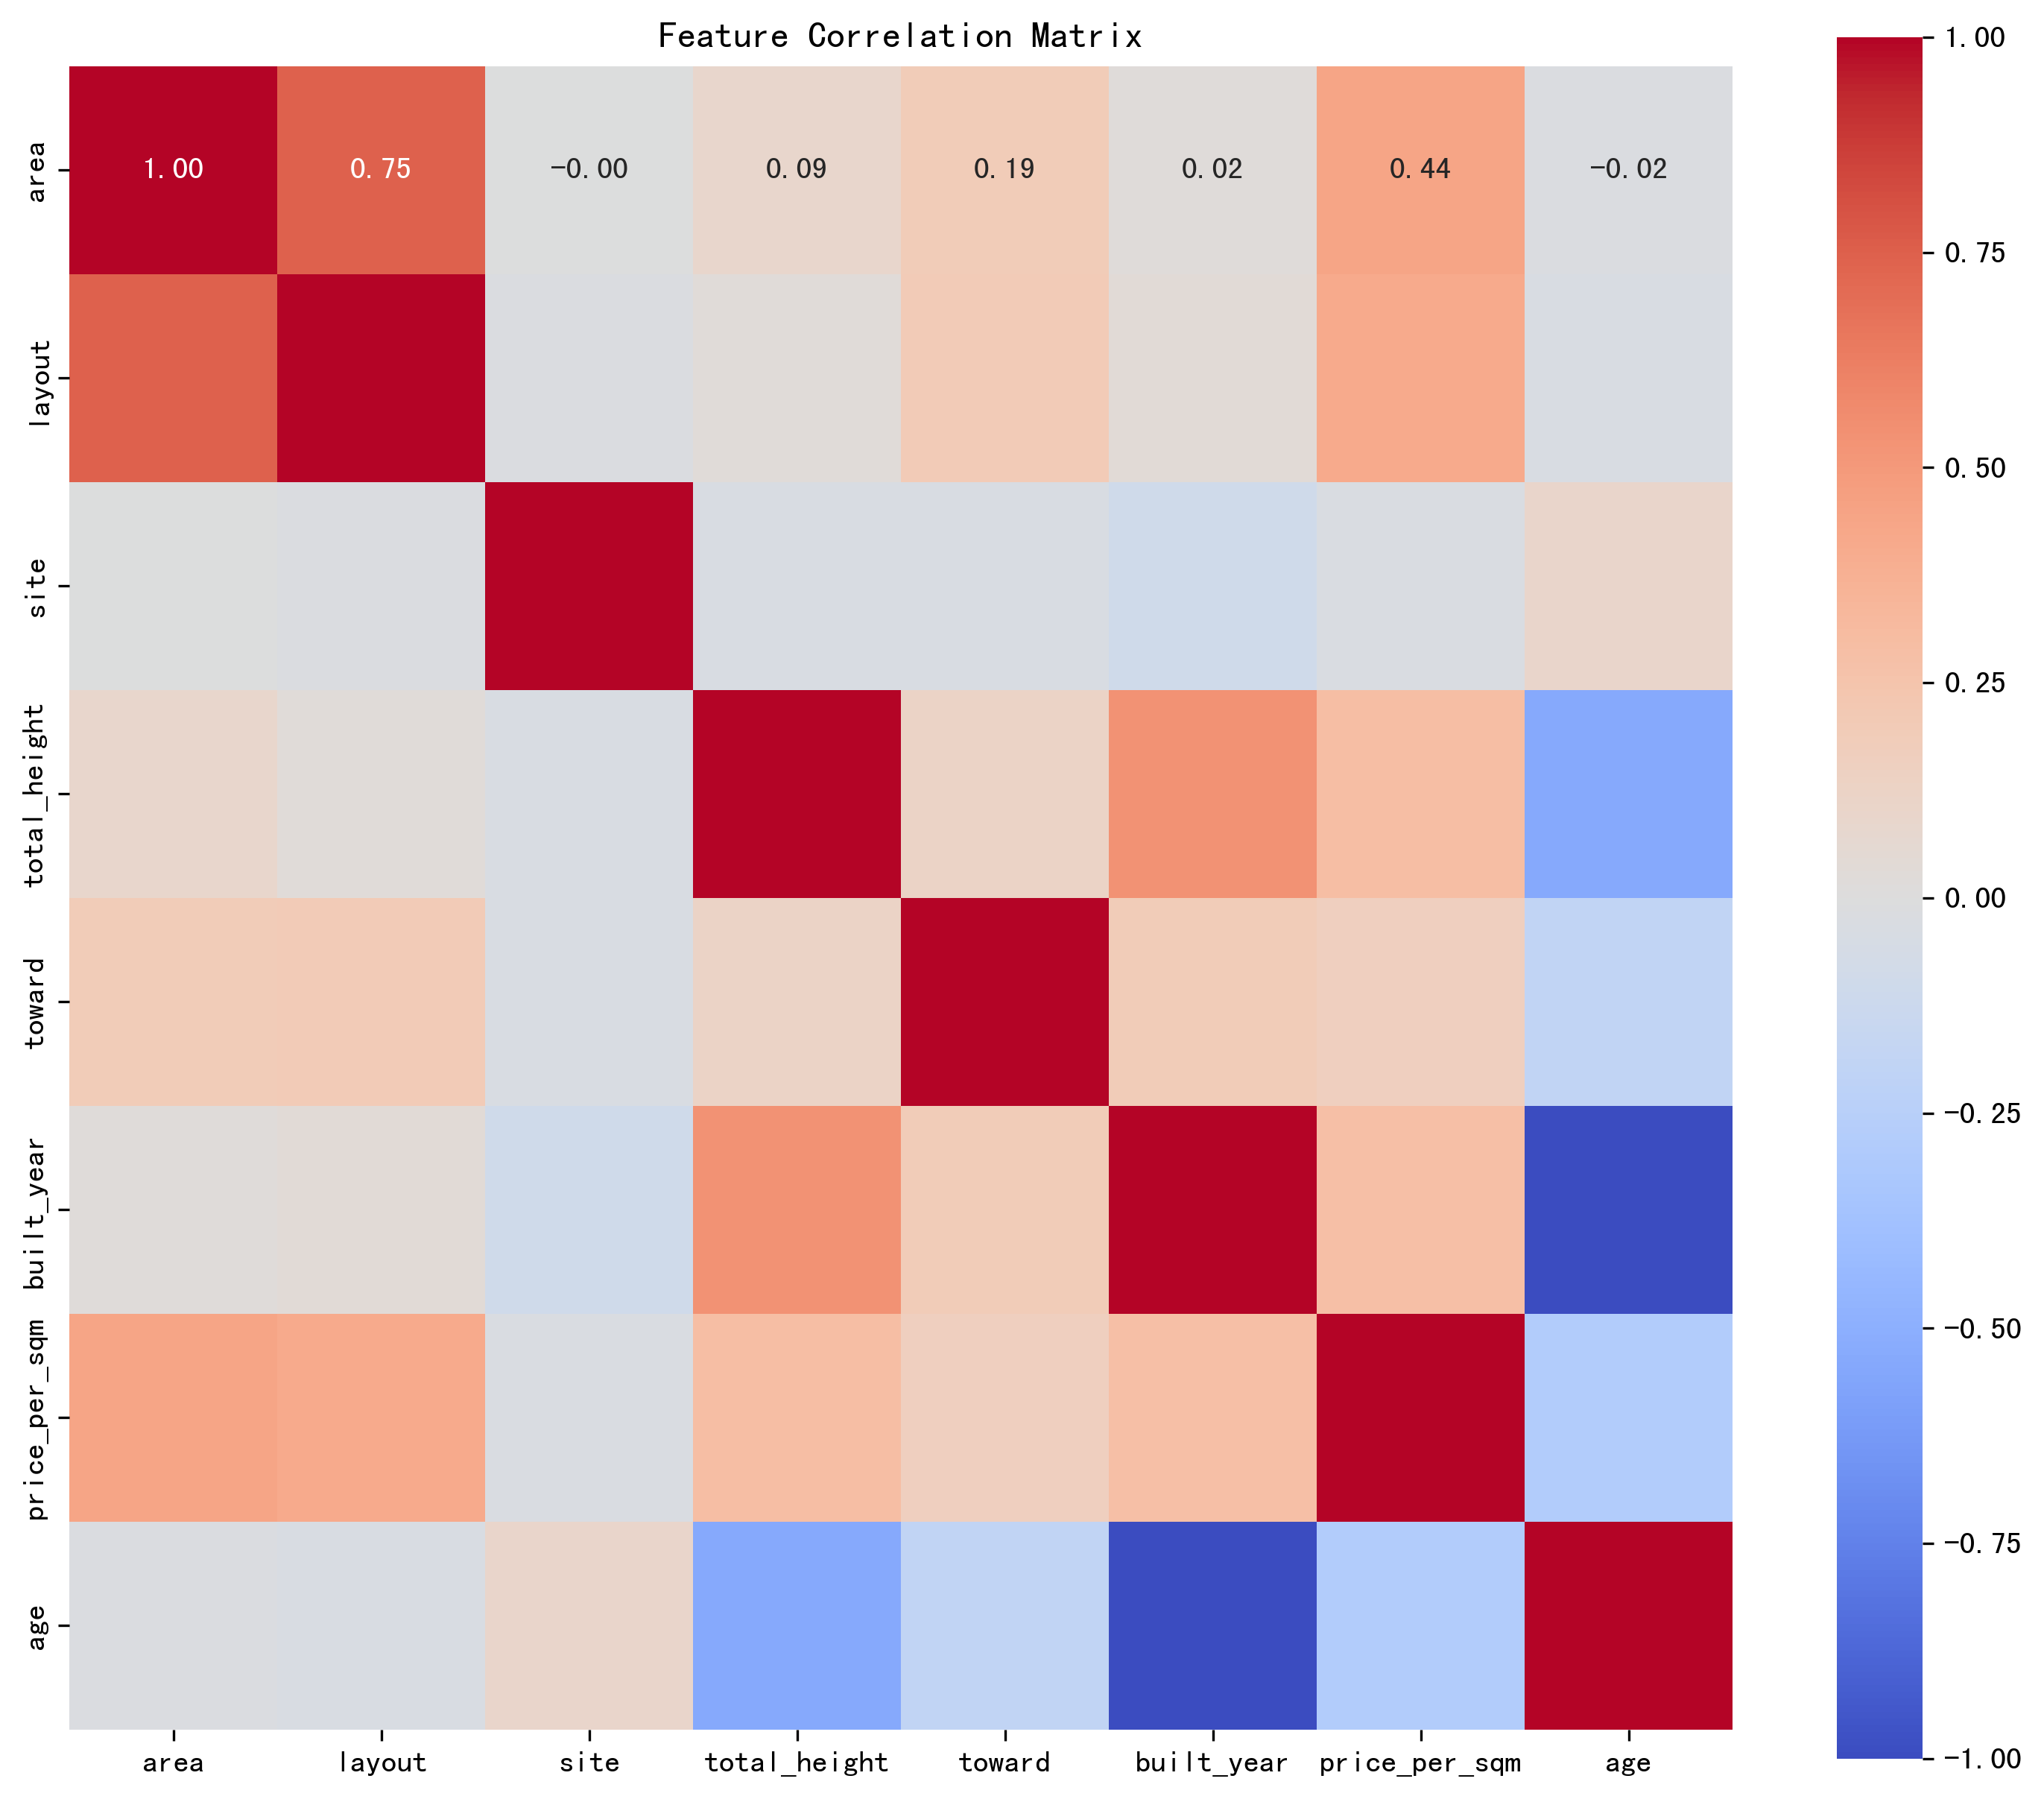 Feature Correlation Matrix
area
1.00 0.75 -0.00 0.09 0.19 0.02 0.44 -0.02
layout
site
total_height
toward
built_year
price_per_sqm
age
area layout site total_height toward built_year price_per_sqm age
1.00
0.75
0.50
0.25
0.00
-0.25
-0.50
-0.75
-1.00